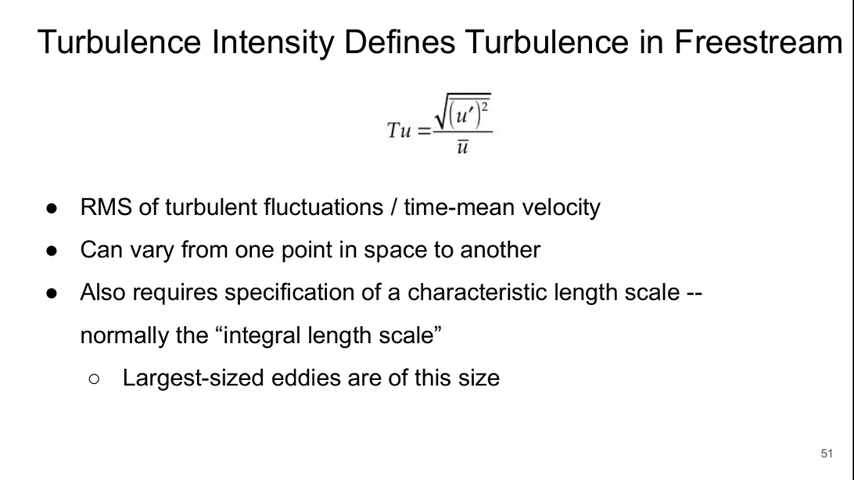 Turbulence Intensity Defines Turbulence in Freestream
Tu = √(u′)² / ū
● RMS of turbulent fluctuations / time-mean velocity
● Can vary from one point in space to another
● Also requires specification of a characteristic length scale --
normally the “integral length scale”
○ Largest-sized eddies are of this size
51